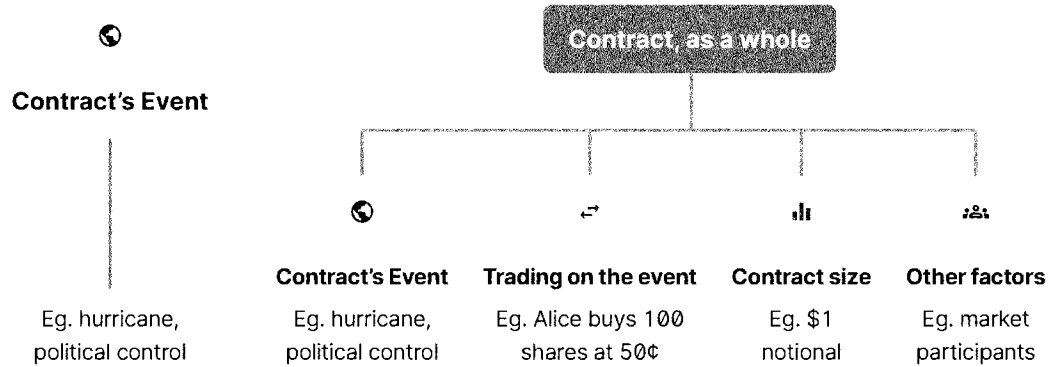 Contract's Event
Eg. hurricane,
political control
Contract, as a whole
Contract's Event
Eg. hurricane,
political control
Trading on the event
Eg. Alice buys 100
shares at 50¢
Contract size
Eg. $1
notional
Other factors
Eg. market
participants